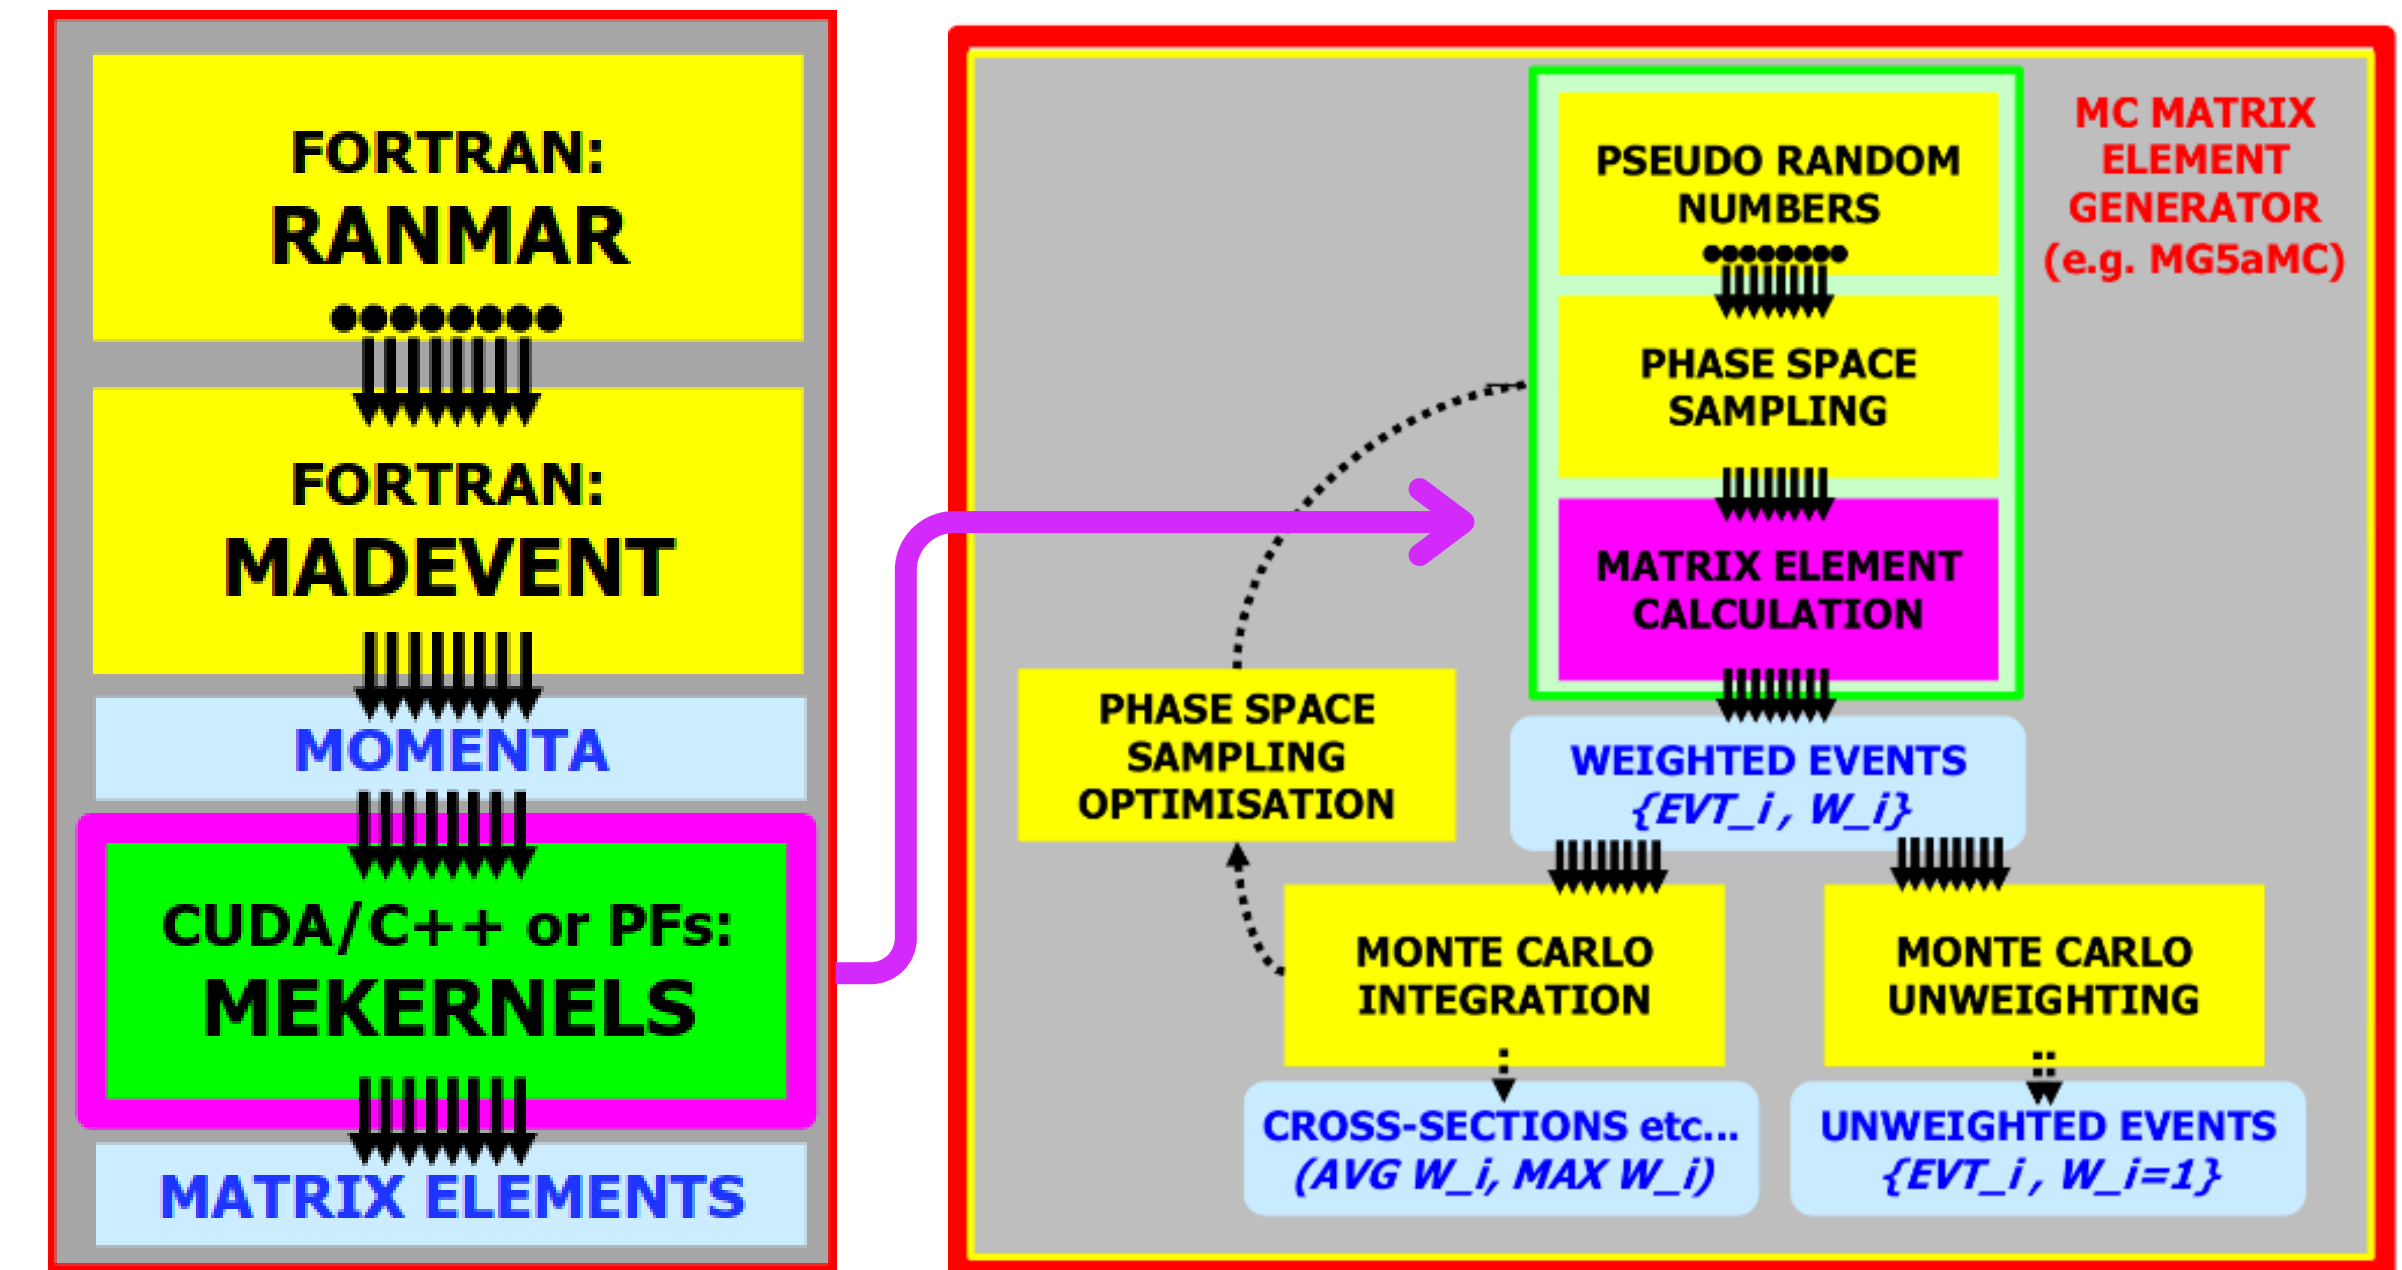 FORTRAN:
RANMAR
FORTRAN:
MADEVENT
MOMENTA
CUDA/C++ or PFs:
MEKERNELS
MATRIX ELEMENTS
MC MATRIX
ELEMENT
GENERATOR
(e.g. MG5aMC)
PSEUDO RANDOM
NUMBERS
PHASE SPACE
SAMPLING
MATRIX ELEMENT
CALCULATION
PHASE SPACE
SAMPLING
OPTIMISATION
WEIGHTED EVENTS
{EVT_i , W_i}
MONTE CARLO
INTEGRATION
MONTE CARLO
UNWEIGHTING
CROSS-SECTIONS etc...
(AVG W_i, MAX W_i)
UNWEIGHTED EVENTS
{EVT_i , W_i=1}